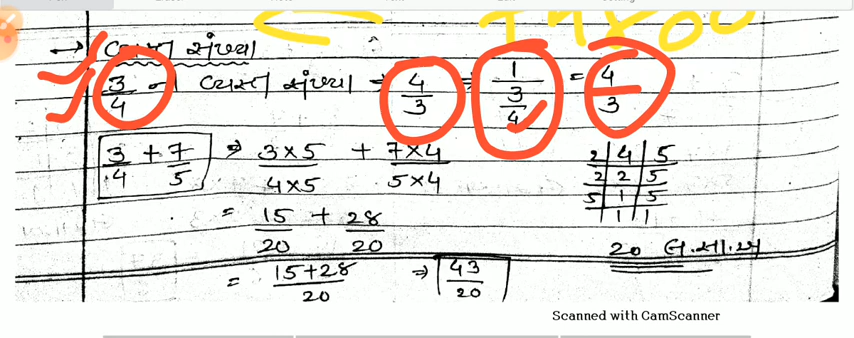 → વ્યસ્ત સંખ્યા
3/4 ની વ્યસ્ત સંખ્યા → 4/3 ⇒ 1/(3/4) = 4/3
3/4 + 7/5 ⇒ 3×5/4×5 + 7×4/5×4
2 | 4 | 5
2 | 2 | 5
5 | 1 | 5
1 | 1
= 15/20 + 28/20
20 લ.સા.અ
= 15+28/20 ⇒ 43/20
Scanned with CamScanner